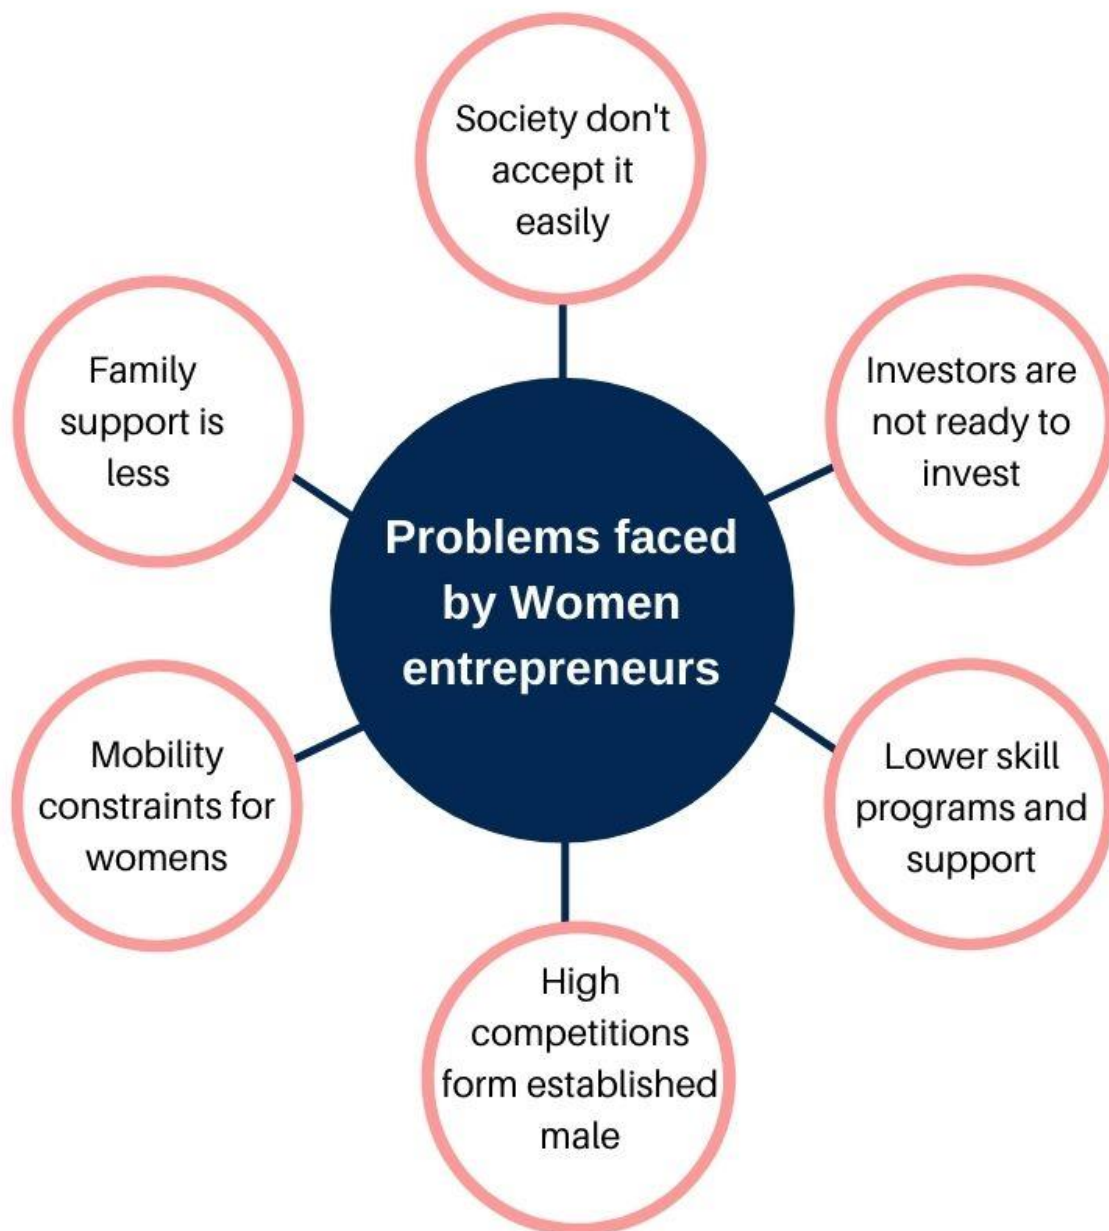 Society don't
accept it
easily
Investors are
not ready to
invest
Lower skill
programs and
support
High
competitions
form established
male
Mobility
constraints for
womens
Family
support is
less
Problems faced
by Women
entrepreneurs